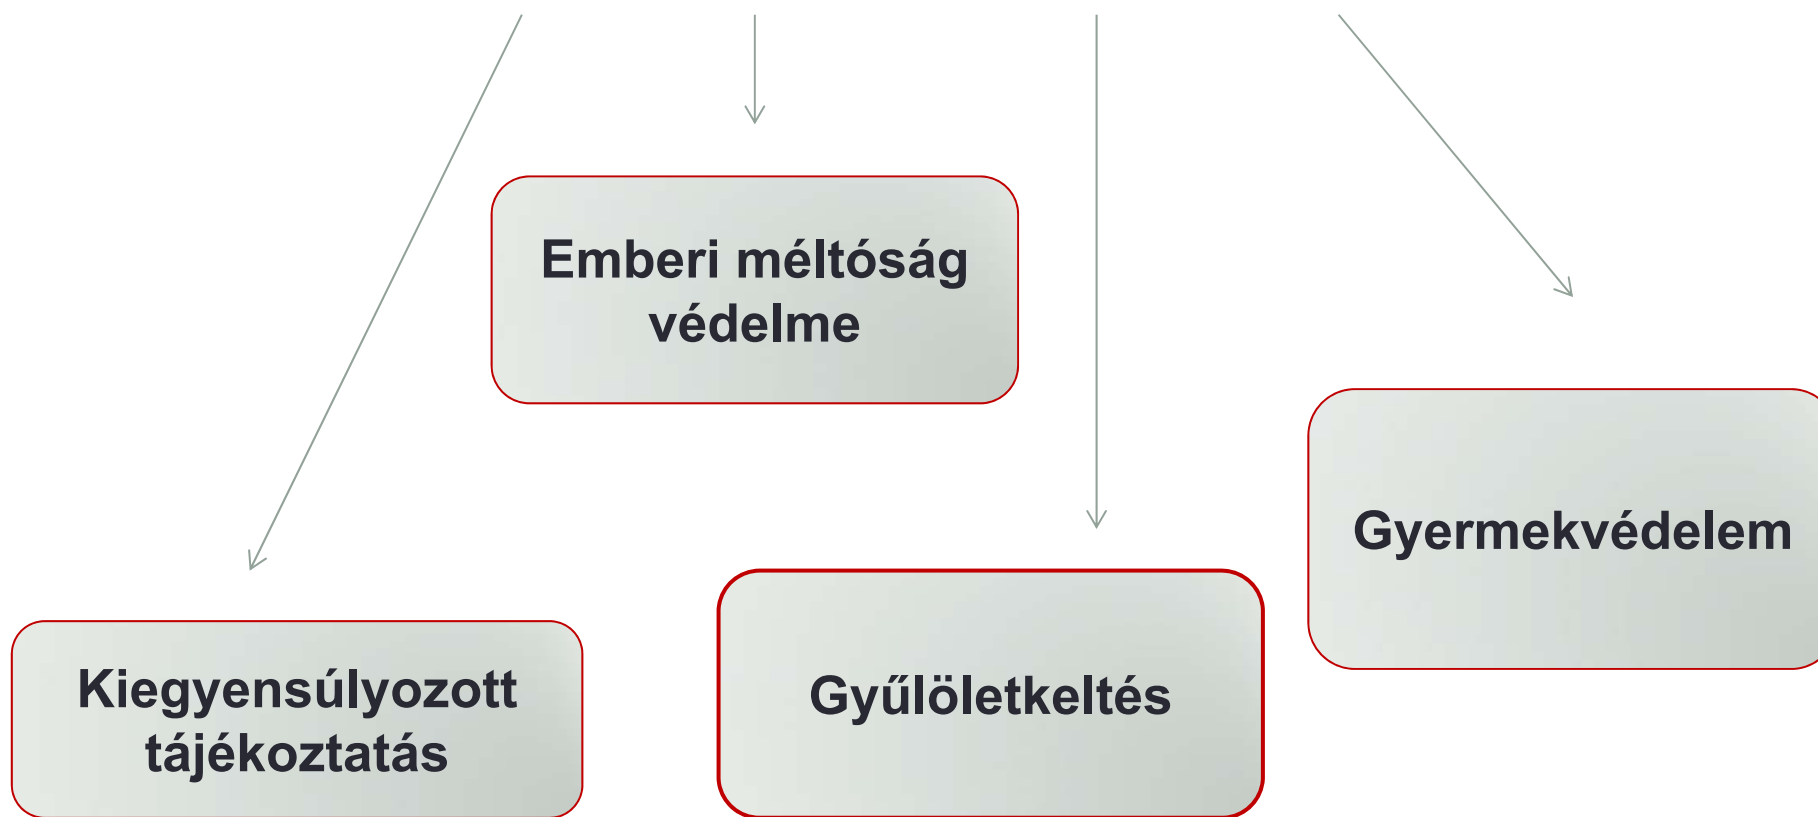 Emberi méltóság
védelme
Gyermekvédelem
Kiegyensúlyozott
tájékoztatás
Gyűlöletkeltés